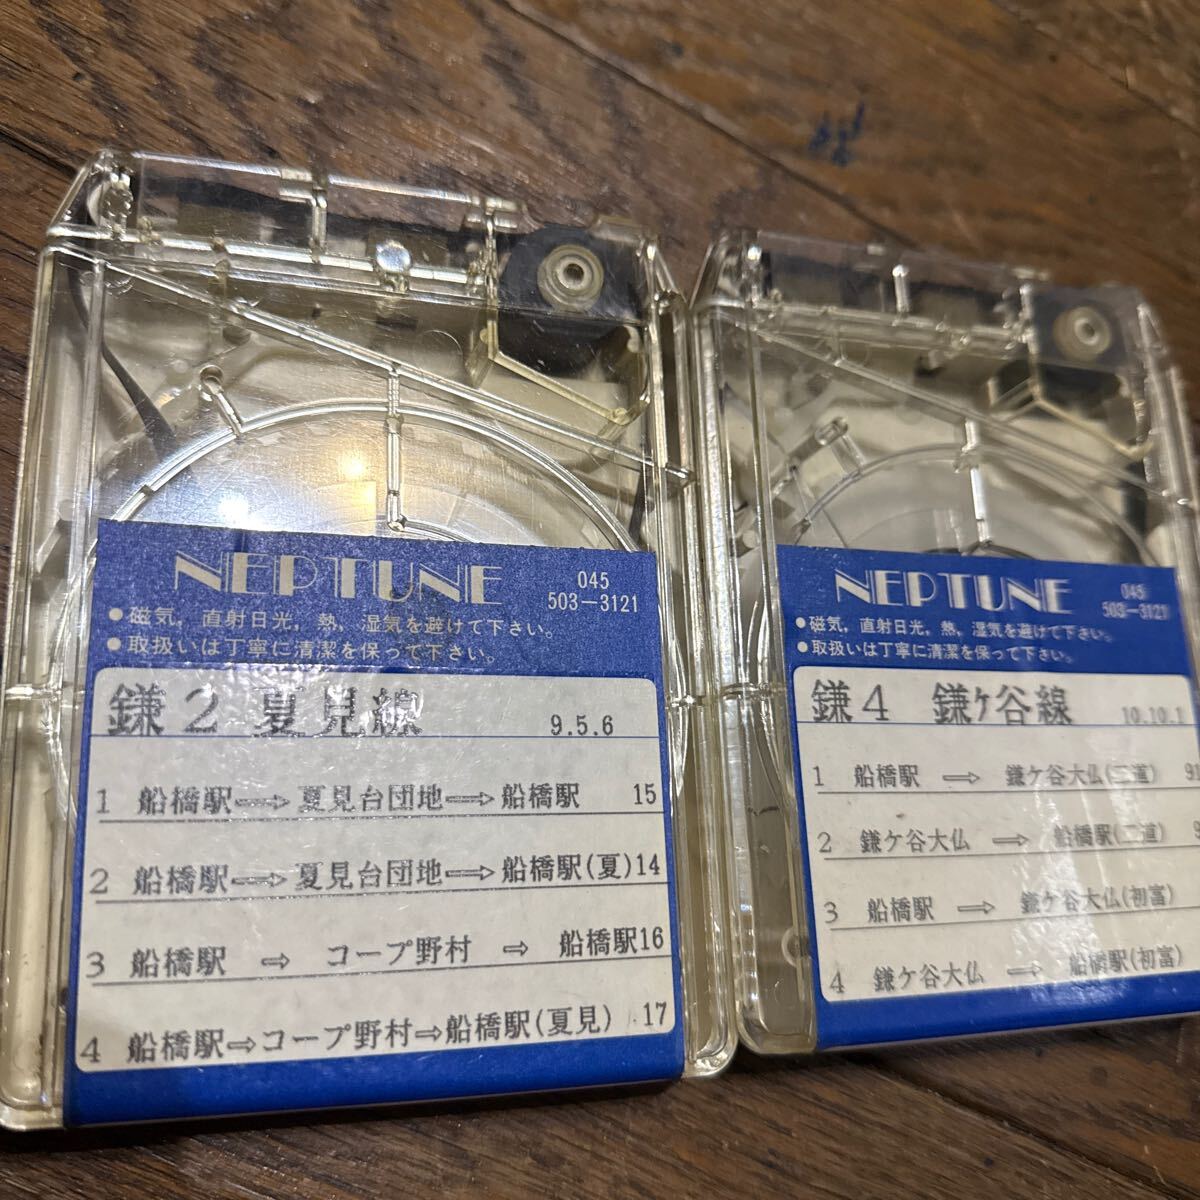 NEPTUNE
045
503-3121
●磁気，直射日光，熱，湿気を避けて下さい。
●取扱いは丁寧に清潔を保って下さい。
鎌2 夏見線 9.5.6
1 船橋駅⇒夏見台団地⇒船橋駅 15
2 船橋駅⇒夏見台団地⇒船橋駅(夏)14
3 船橋駅 ⇒ コープ野村 ⇒ 船橋駅16
4 船橋駅⇒コープ野村⇒船橋駅(夏見) 17
NEPTUNE
045
503-3121
●磁気，直射日光，熱，湿気を避けて下さい。
●取扱いは丁寧に清潔を保って下さい。
鎌4 鎌ケ谷線 10.10.1
1 船橋駅 ⇒ 鎌ケ谷大仏(二道)
2 鎌ケ谷大仏 ⇒ 船橋駅(二道)
3 船橋駅 ⇒ 鎌ケ谷大仏(初富)
4 鎌ケ谷大仏 ⇒ 船橋駅(初富)